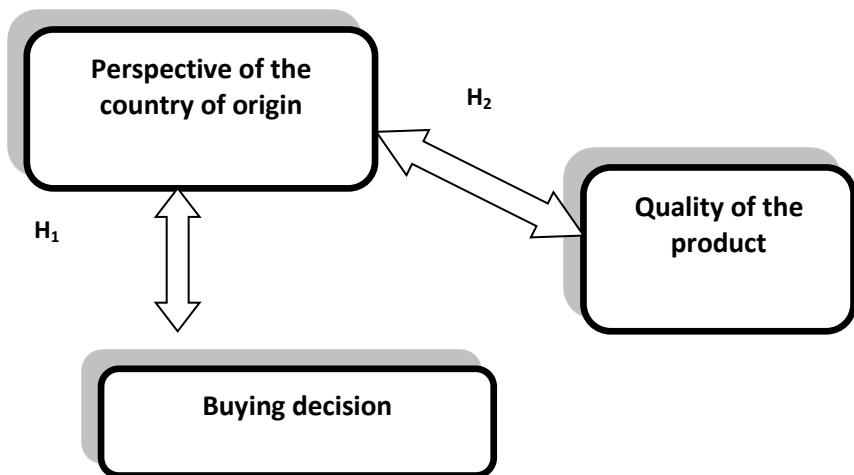 Perspective of the
country of origin
H₂
Quality of the
product
H₁
Buying decision